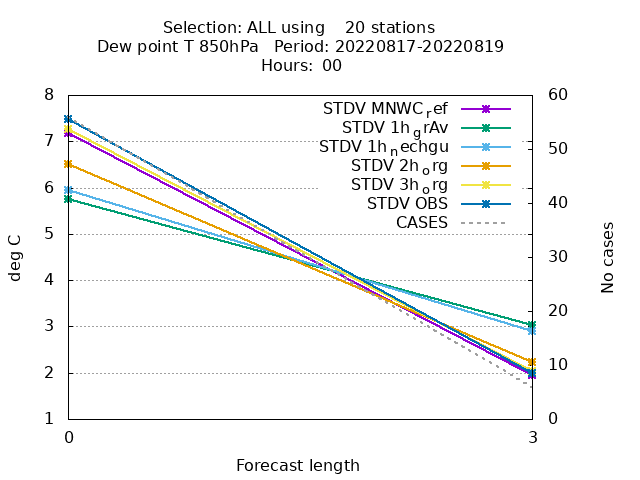 Selection: ALL using    20 stations
Dew point T 850hPa   Period: 20220817-20220819
Hours: 00
8 60
STDV MNWC_ref
STDV 1h_grAv
7 50
STDV 1h_nechgu
STDV 2h_org
6
STDV 3h_org
STDV OBS 40
CASES
5
deg C
No cases
4 30
3 20
2 10
1 0
0 3
Forecast length